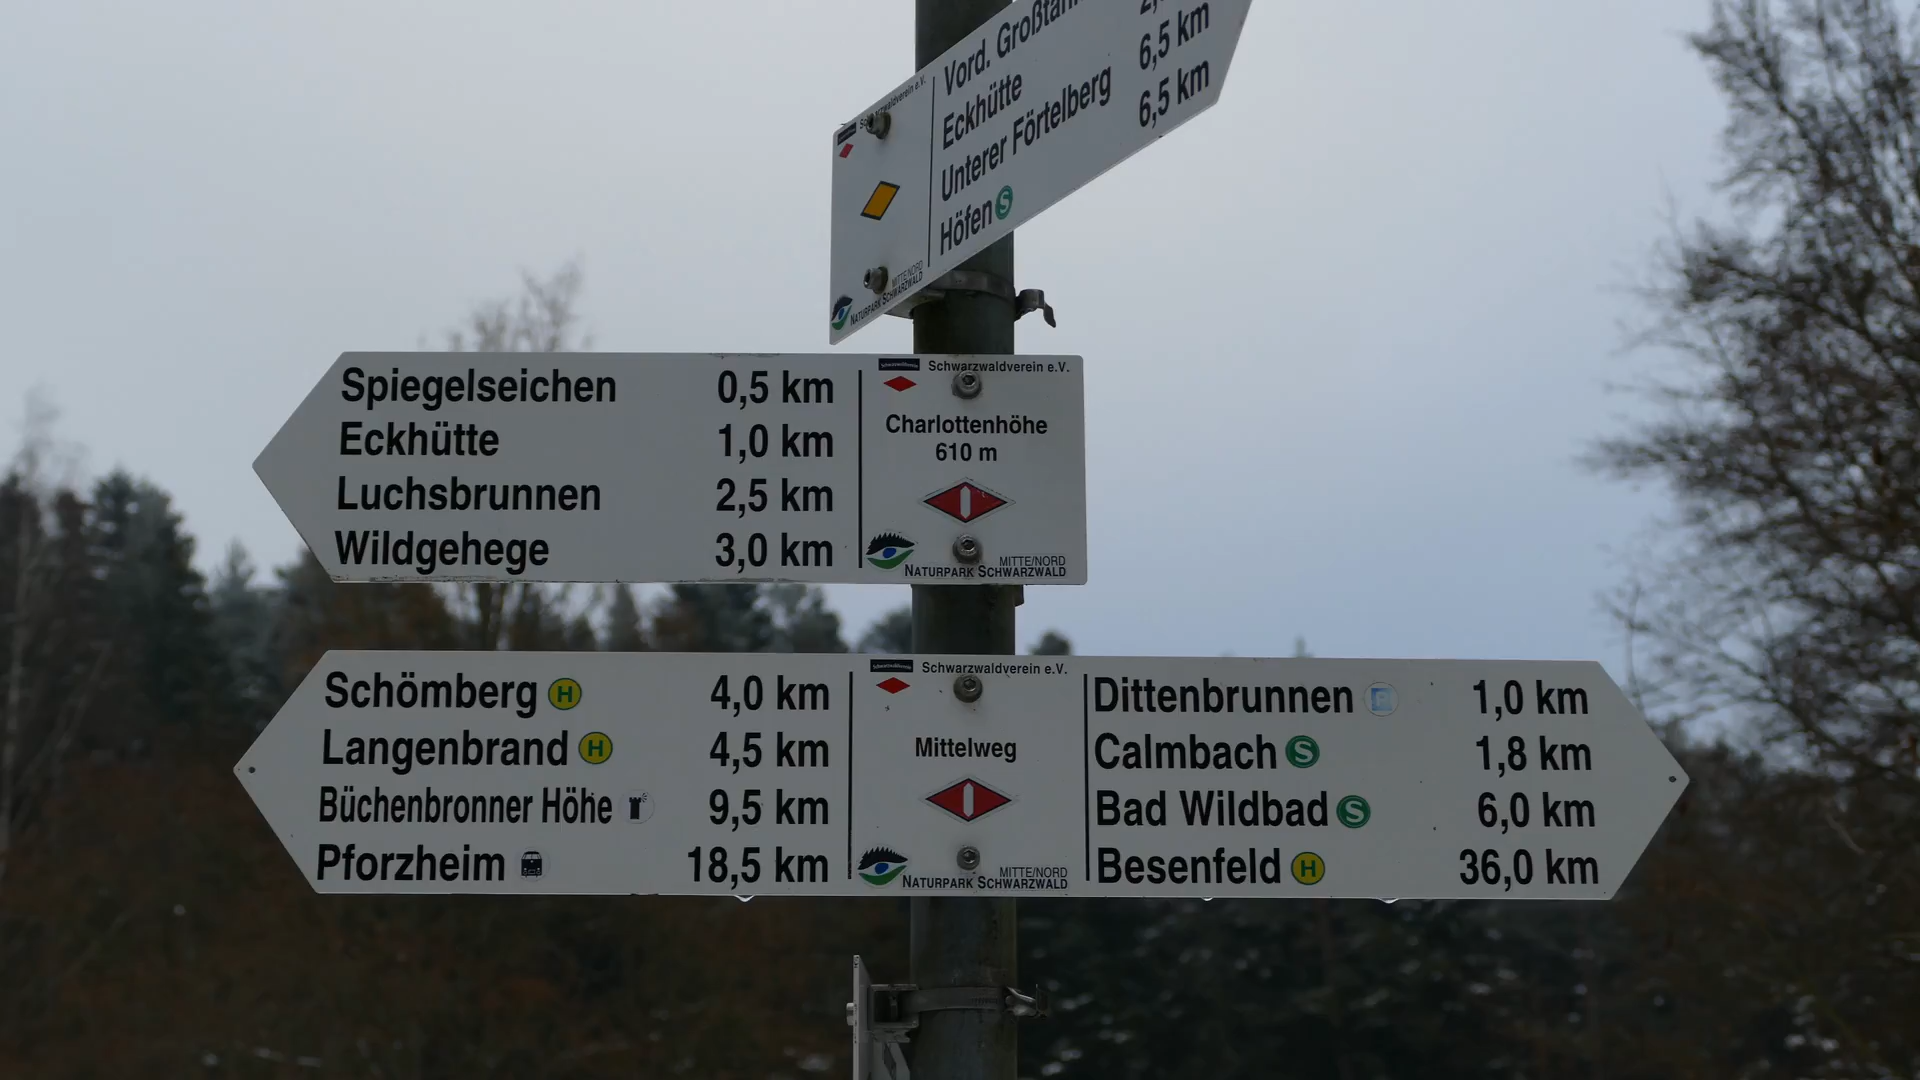 Vord. Großtann
Eckhütte 6,5 km
Unterer Förtelberg 6,5 km
Höfen S
Schwarzwaldverein e.V.
MITTE/NORD
NATURPARK SCHWARZWALD
Schwarzwaldverein e.V.
Spiegelseichen 0,5 km
Eckhütte 1,0 km
Luchsbrunnen 2,5 km
Wildgehege 3,0 km
Charlottenhöhe
610 m
MITTE/NORD
NATURPARK SCHWARZWALD
Schwarzwaldverein e.V.
Schömberg H 4,0 km
Langenbrand H 4,5 km
Büchenbronner Höhe 9,5 km
Pforzheim 18,5 km
Mittelweg
MITTE/NORD
NATURPARK SCHWARZWALD
Dittenbrunnen P 1,0 km
Calmbach S 1,8 km
Bad Wildbad S 6,0 km
Besenfeld H 36,0 km